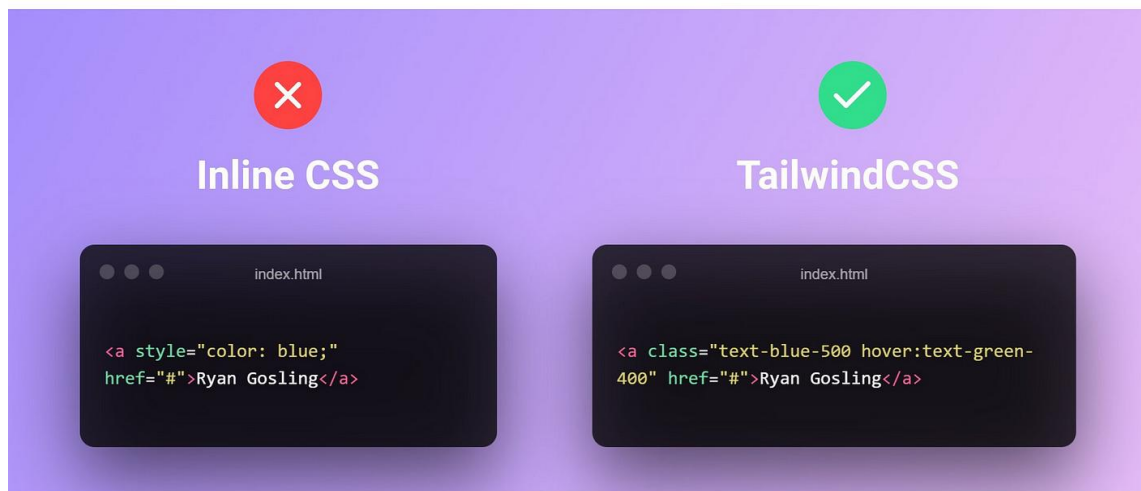 Inline CSS
index.html
<a style="color: blue;"
href="#">Ryan Gosling</a>
TailwindCSS
index.html
<a class="text-blue-500 hover:text-green-
400" href="#">Ryan Gosling</a>